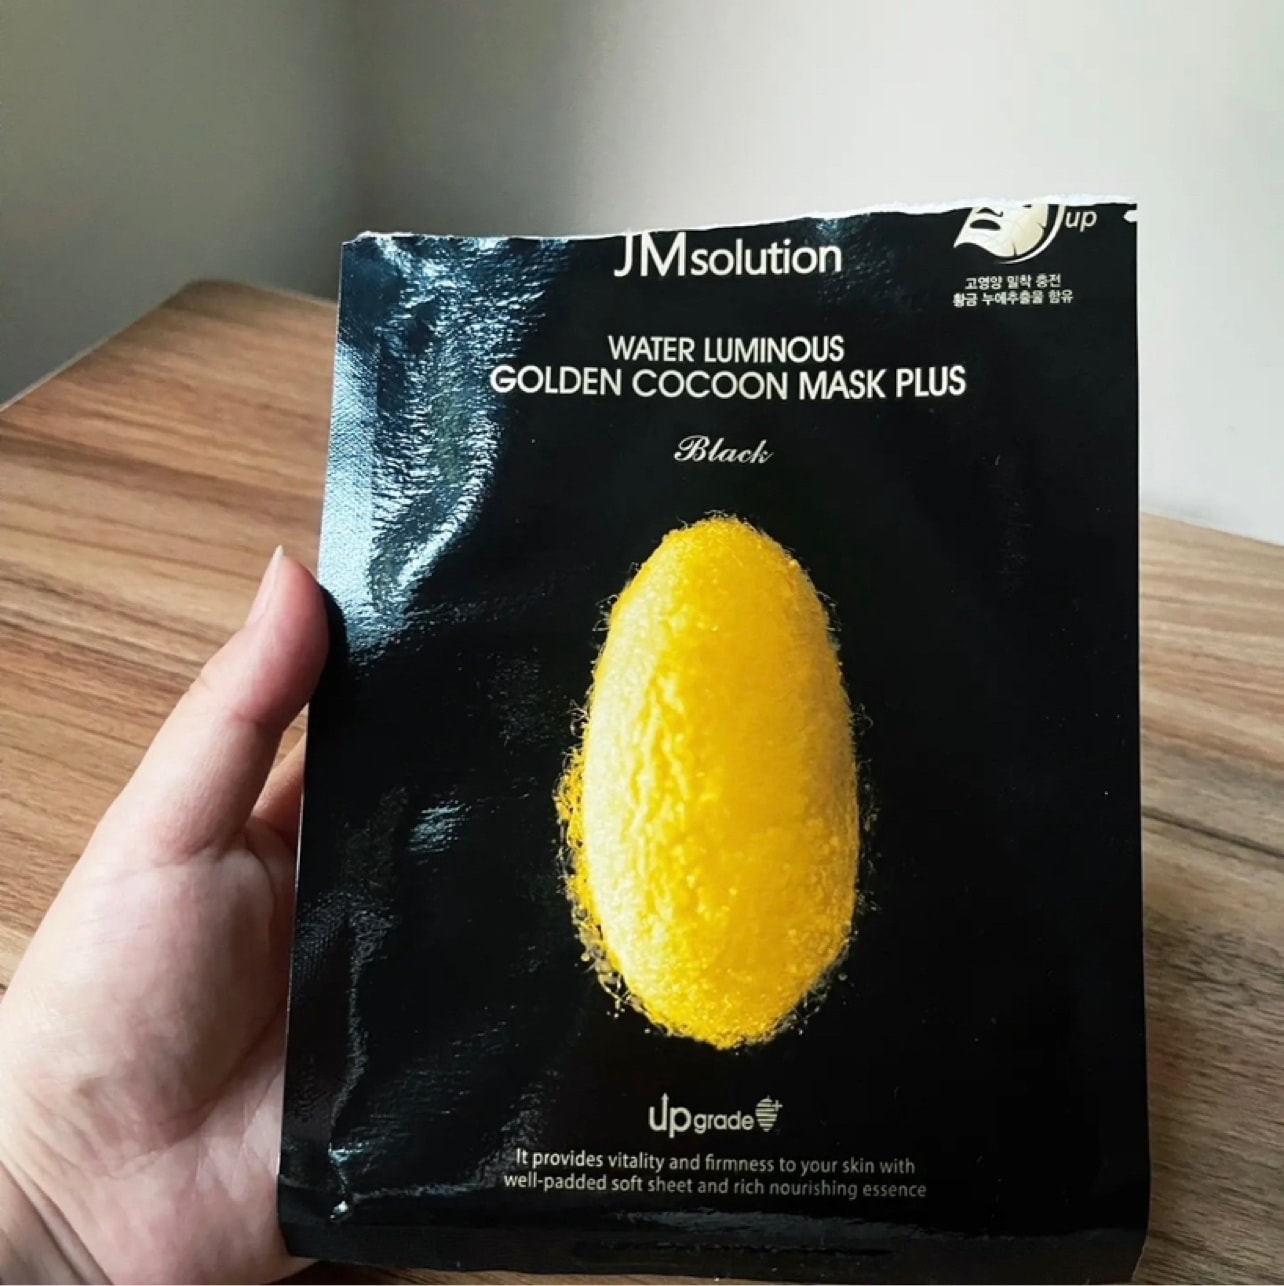 JMsolution
up
고영양 밀착 충전
황금 누에추출물 함유
WATER LUMINOUS
GOLDEN COCOON MASK PLUS
Black
upgrade
It provides vitality and firmness to your skin with
well-padded soft sheet and rich nourishing essence